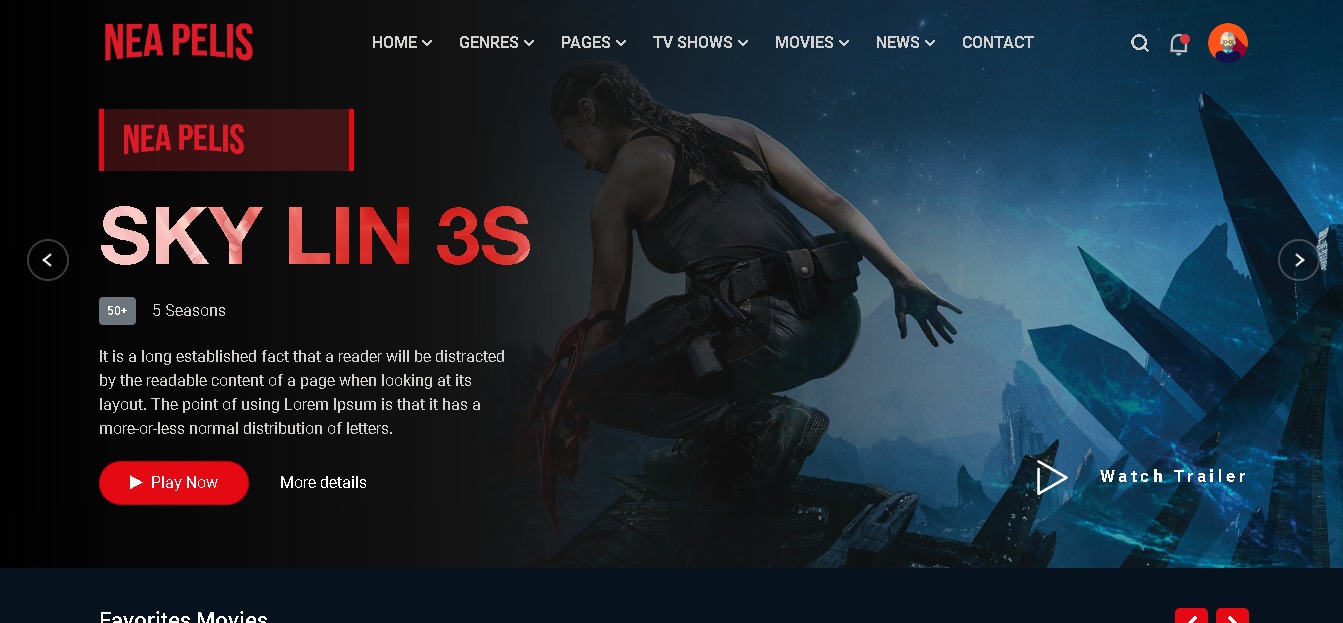 NEA PELIS
HOME GENRES PAGES TV SHOWS MOVIES NEWS CONTACT
NEA PELIS
SKY LIN 3S
50+ 5 Seasons
It is a long established fact that a reader will be distracted
by the readable content of a page when looking at its
layout. The point of using Lorem Ipsum is that it has a
more-or-less normal distribution of letters.
Play Now More details
Watch Trailer
Favorites Movies